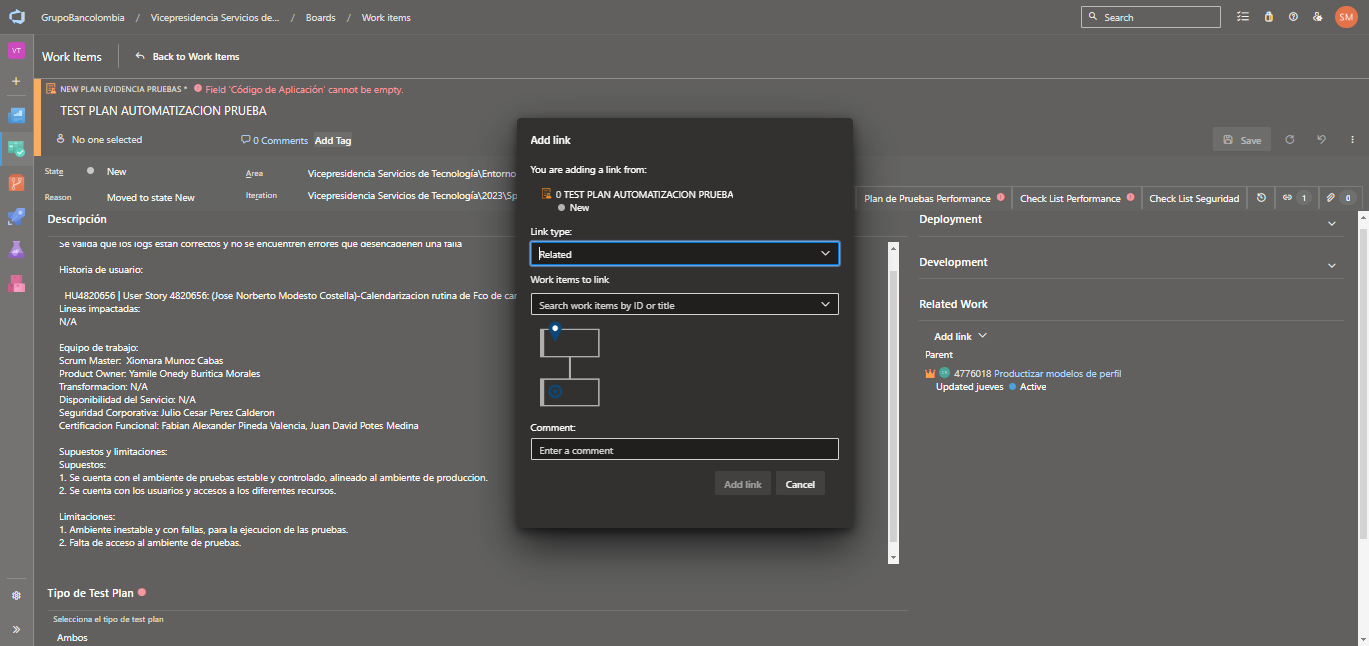 GrupoBancolombia / Vicepresidencia Servicios de... / Boards / Work items
Search
SM
VT
Work Items
Back to Work Items
NEW PLAN EVIDENCIA PRUEBAS * Field 'Código de Aplicación' cannot be empty.
TEST PLAN AUTOMATIZACION PRUEBA
No one selected
0 Comments
Add Tag
Save
State
New
Area
Vicepresidencia Servicios de Tecnología\Entorno
Reason
Moved to state New
Iteration
Vicepresidencia Servicios de Tecnología\2023\Sp
Plan de Pruebas Performance
Check List Performance
Check List Seguridad
1
0
Descripción
Se valida que los logs estan correctos y no se encuentren errores que desencadenen una falla
Historia de usuario:
HU4820656 | User Story 4820656: (Jose Norberto Modesto Costella)-Calendarizacion rutina de Fco de car
Lineas impactadas:
N/A
Equipo de trabajo:
Scrum Master: Xiomara Munoz Cabas
Product Owner: Yamile Onedy Buritica Morales
Transformacion: N/A
Disponibilidad del Servicio: N/A
Seguridad Corporativa: Julio Cesar Perez Calderon
Certificacion Funcional: Fabian Alexander Pineda Valencia, Juan David Potes Medina
Supuestos y limitaciones:
Supuestos:
1. Se cuenta con el ambiente de pruebas estable y controlado, alineado al ambiente de produccion.
2. Se cuenta con los usuarios y accesos a los diferentes recursos.
Limitaciones:
1. Ambiente inestable y con fallas, para la ejecucion de las pruebas.
2. Falta de acceso al ambiente de pruebas.
Tipo de Test Plan
Selecciona el tipo de test plan
Ambos
Add link
You are adding a link from:
0 TEST PLAN AUTOMATIZACION PRUEBA
New
Link type:
Related
Work items to link
Search work items by ID or title
Comment:
Enter a comment
Add link
Cancel
Deployment
Development
Related Work
Add link
Parent
4776018 Productizar modelos de perfil
Updated jueves
Active